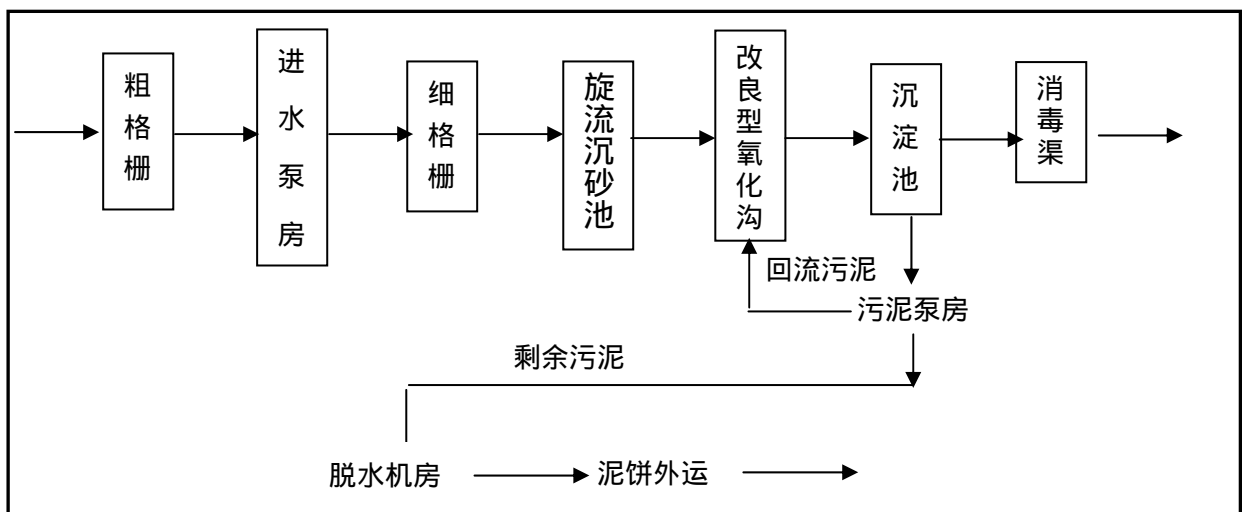 粗格栅
进水泵房
细格栅
旋流沉砂池
改良型氧化沟
沉淀池
消毒渠
回流污泥
污泥泵房
剩余污泥
脱水机房
泥饼外运